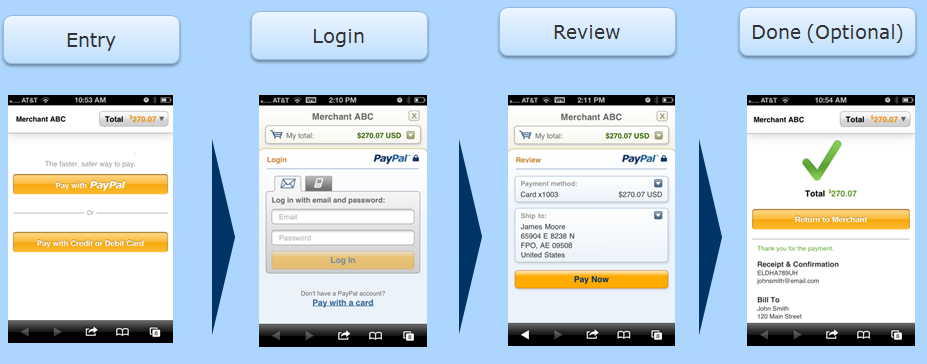 Entry
Login
Review
Done (Optional)
AT&T 10:53 AM
Merchant ABC Total $270.07
The faster, safer way to pay.
Pay with PayPal
Or
Pay with Credit or Debit Card
AT&T VPN 2:10 PM
Merchant ABC X
My total: $270.07 USD
Login PayPal
Log in with email and password:
Email
Password
Log In
Don't have a PayPal account?
Pay with a card
AT&T VPN 2:11 PM
Merchant ABC X
My total: $270.07 USD
Review PayPal
Payment method:
Card x1003 $270.07 USD
Ship to:
James Moore
65904 E 8238 N
FPO, AE 09508
United States
Pay Now
AT&T 10:54 AM
Merchant ABC Total $270.07
Total $270.07
Return to Merchant
Thank you for the payment.
Receipt & Confirmation
ELDHA789UH
johnsmith@email.com
Bill To
John Smith
120 Main Street